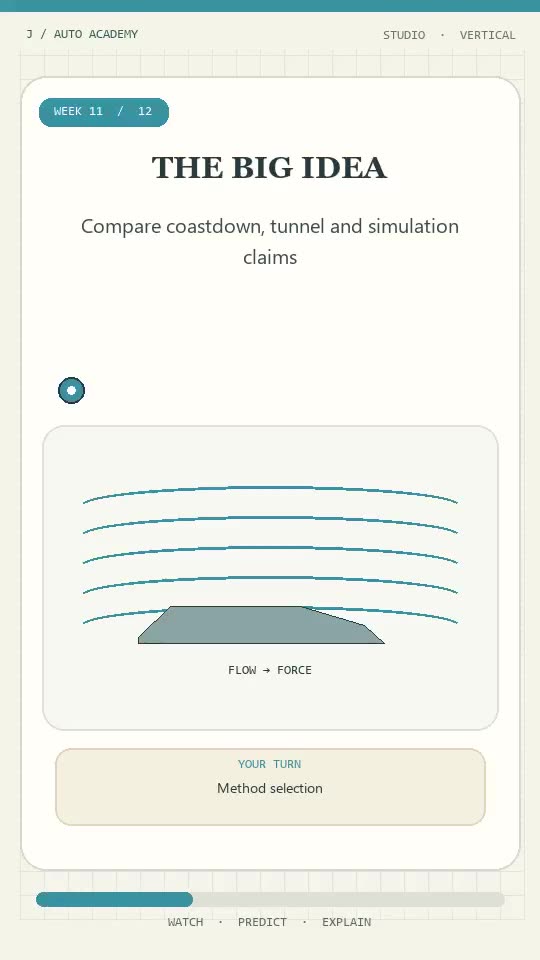 J / AUTO ACADEMY
STUDIO · VERTICAL
WEEK 11 / 12
THE BIG IDEA
Compare coastdown, tunnel and simulation
claims
FLOW → FORCE
YOUR TURN
Method selection
WATCH · PREDICT · EXPLAIN